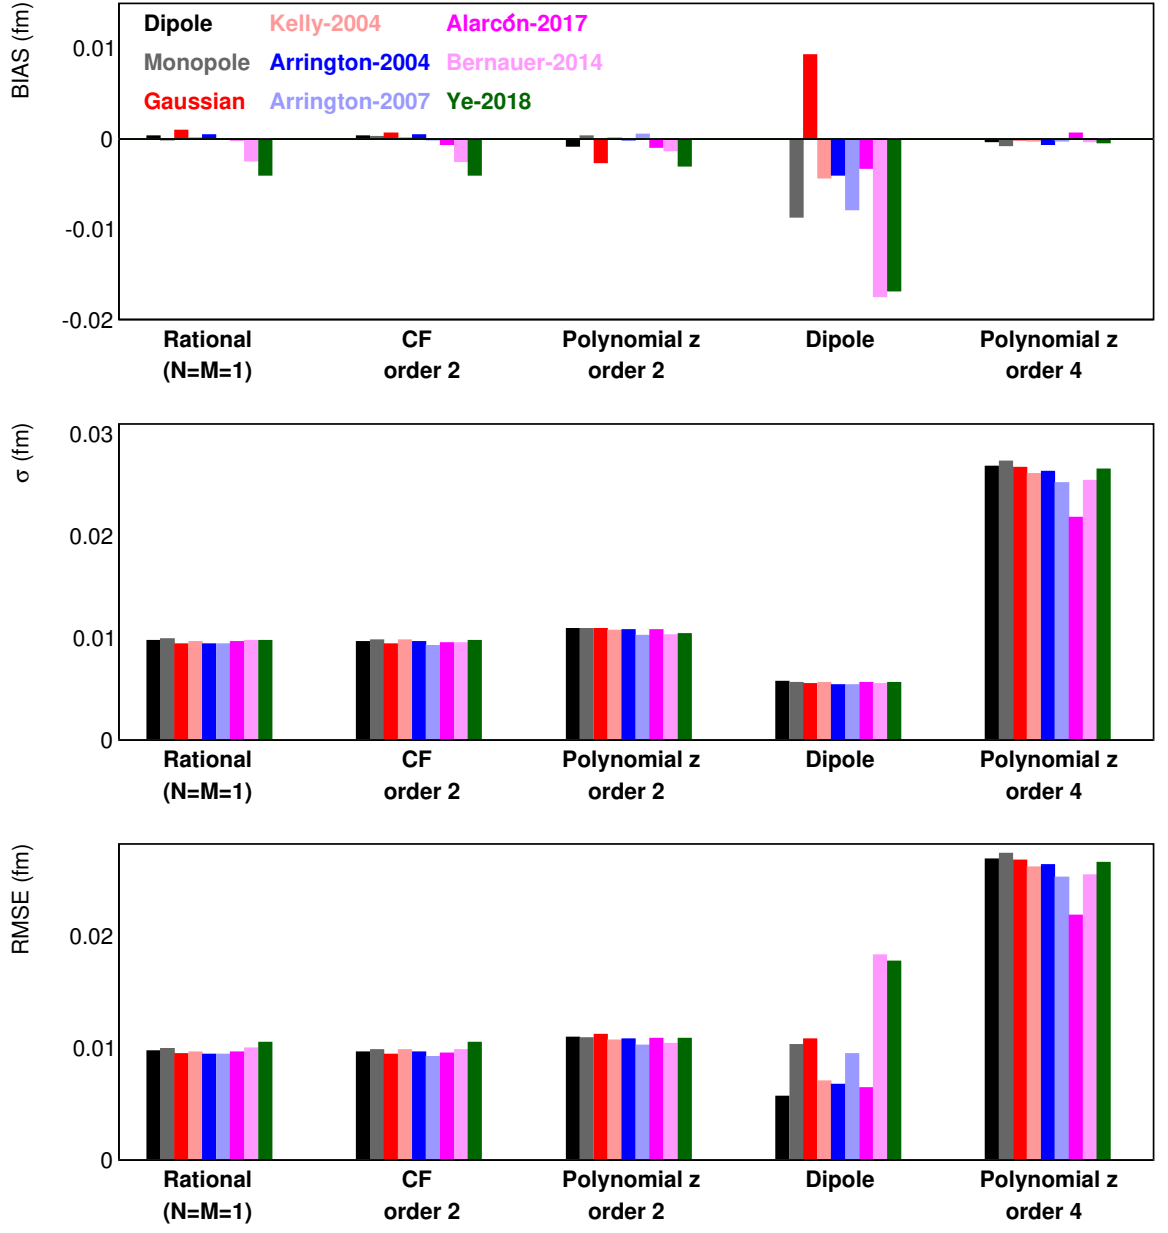 BIAS (fm)
0.01
0
-0.01
-0.02
Dipole Kelly-2004 Alarcón-2017
Monopole Arrington-2004 Bernauer-2014
Gaussian Arrington-2007 Ye-2018
Rational CF Polynomial z Dipole Polynomial z
(N=M=1) order 2 order 2 order 4
σ (fm)
0.03
0.02
0.01
0
Rational CF Polynomial z Dipole Polynomial z
(N=M=1) order 2 order 2 order 4
RMSE (fm)
0.02
0.01
0
Rational CF Polynomial z Dipole Polynomial z
(N=M=1) order 2 order 2 order 4